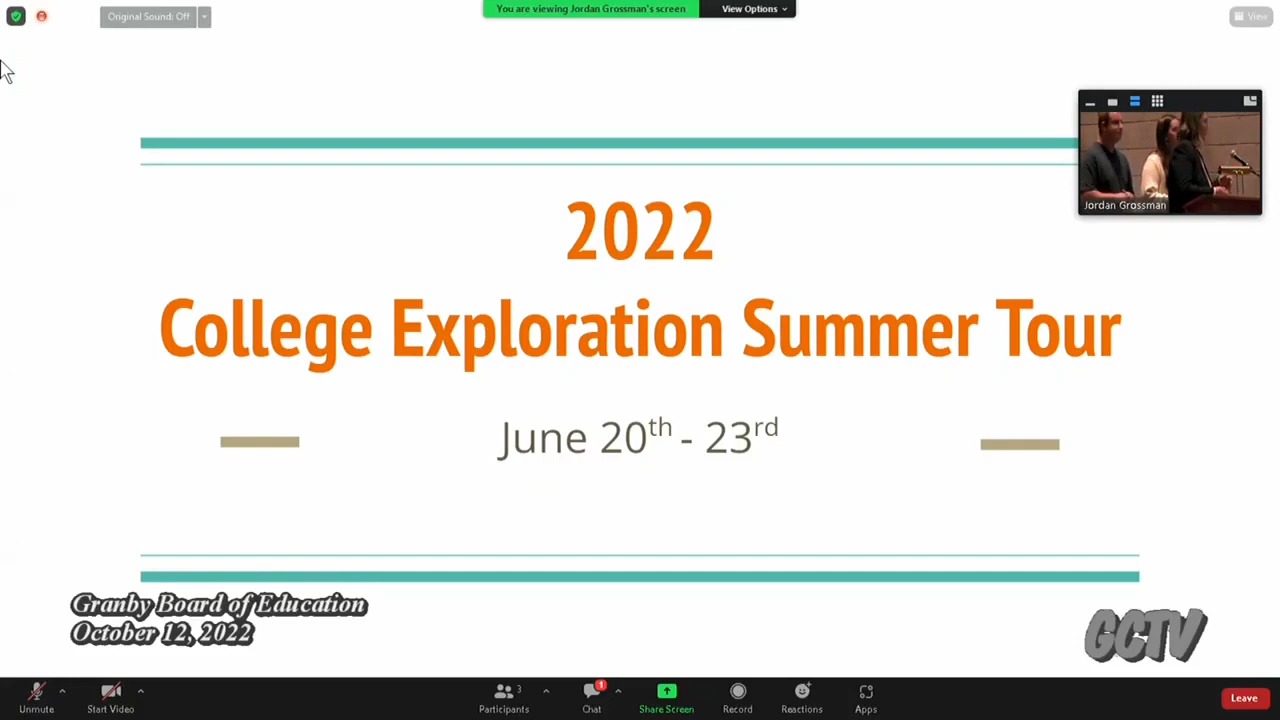 Original Sound: Off
You are viewing Jordan Grossman's screen
View Options
View
Jordan Grossman
2022
College Exploration Summer Tour
June 20th - 23rd
Granby Board of Education
October 12, 2022
GCTV
Unmute
Start Video
3
Participants
1
Chat
Share Screen
Record
Reactions
Apps
Leave